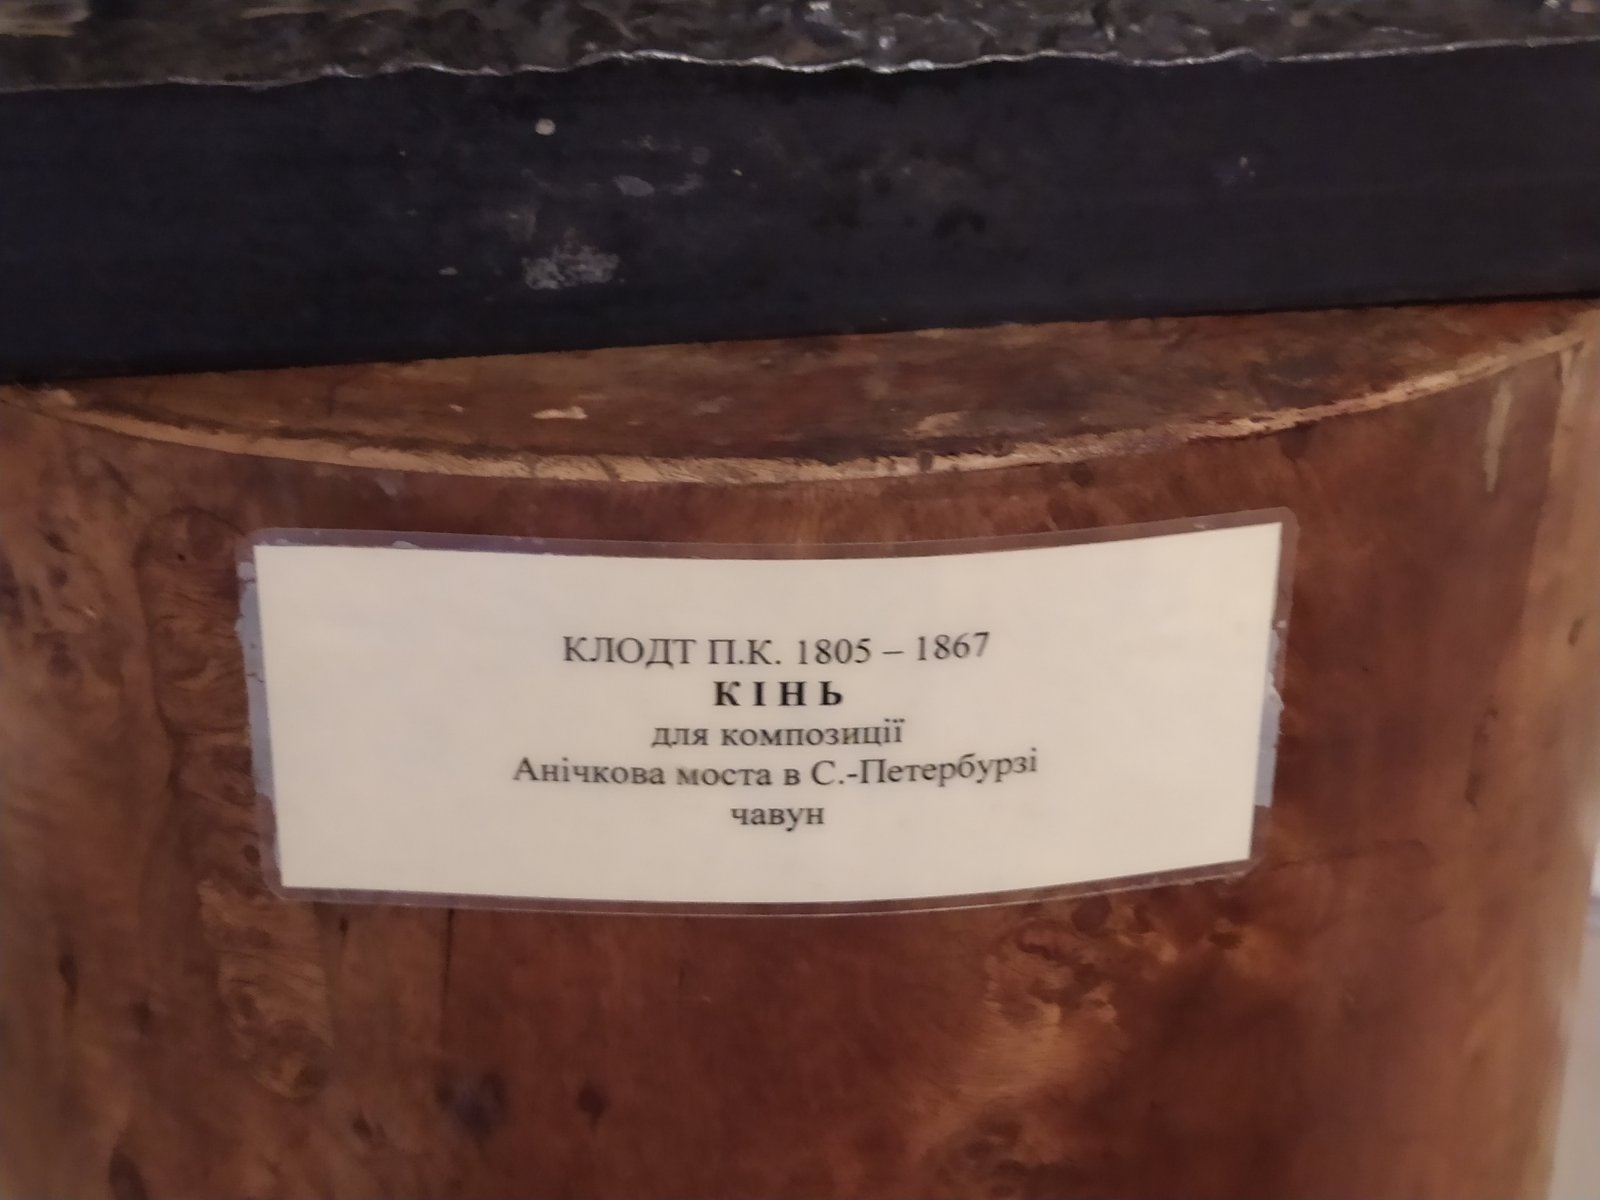 КЛОДТ П.К. 1805 – 1867
КІНЬ
для композиції
Анічкова моста в С.-Петербурзі
чавун